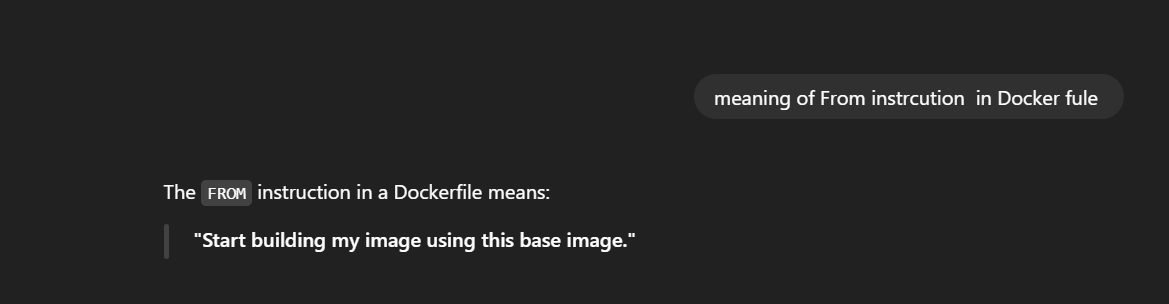 meaning of From instrcution  in Docker fule
The FROM instruction in a Dockerfile means:
"Start building my image using this base image."